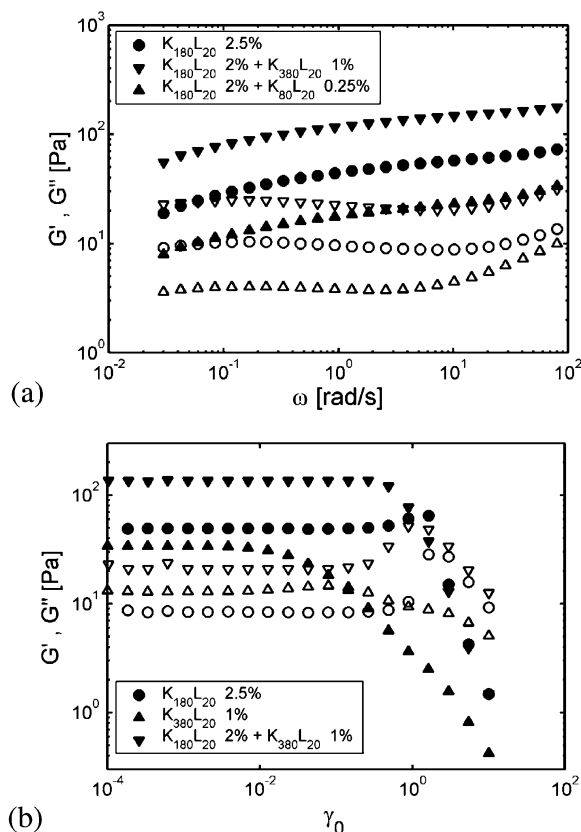 10³
● K₁₈₀L₂₀ 2.5%
▼ K₁₈₀L₂₀ 2% + K₃₈₀L₂₀ 1%
▲ K₁₈₀L₂₀ 2% + K₈₀L₂₀ 0.25%
10²
G' , G" [Pa]
10¹
10⁰
10⁻² 10⁻¹ 10⁰ 10¹ 10²
(a)
ω [rad/s]
10²
G' , G" [Pa]
10¹
10⁰
● K₁₈₀L₂₀ 2.5%
▲ K₃₈₀L₂₀ 1%
▼ K₁₈₀L₂₀ 2% + K₃₈₀L₂₀ 1%
10⁻⁴ 10⁻² 10⁰ 10²
(b)
γ₀